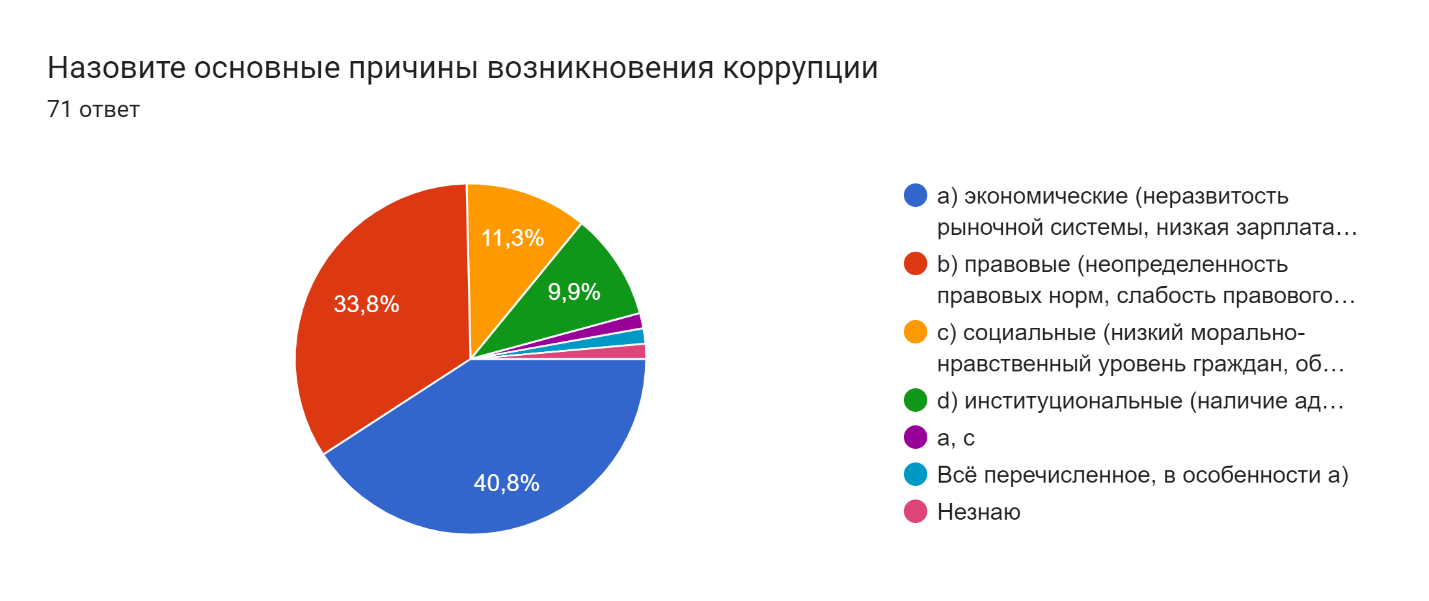 Назовите основные причины возникновения коррупции
71 ответ
11,3%
9,9%
33,8%
40,8%
a) экономические (неразвитость
рыночной системы, низкая зарплата…
b) правовые (неопределенность
правовых норм, слабость правового…
c) социальные (низкий морально-
нравственный уровень граждан, об…
d) институциональные (наличие ад…
a, c
Всё перечисленное, в особенности a)
Незнаю